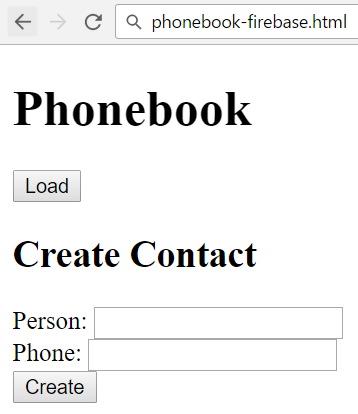 phonebook-firebase.html
Phonebook
Load
Create Contact
Person:
Phone:
Create